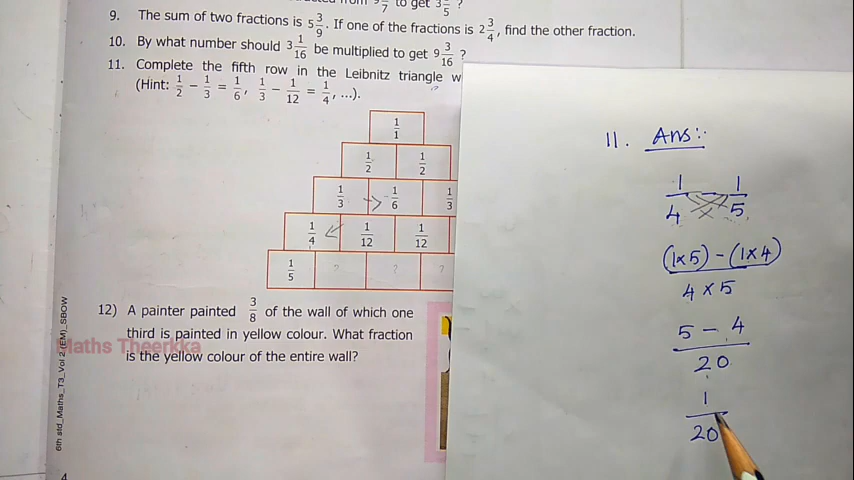 to get 3 3/5 ?
9. The sum of two fractions is 5 3/9. If one of the fractions is 2 3/4, find the other fraction.
10. By what number should 3 1/16 be multiplied to get 9 3/16 ?
11. Complete the fifth row in the Leibnitz triangle w
(Hint: 1/2 − 1/3 = 1/6, 1/3 − 1/12 = 1/4, ...).
1/1
1/2 1/2
1/3 1/6 1/3
1/4 1/12 1/12
1/5 ? ? ?
12) A painter painted 3/8 of the wall of which one
third is painted in yellow colour. What fraction
is the yellow colour of the entire wall?
Maths Theerkka
6th std_Maths_T3_Vol 2 (EM)_SBOW
4
11. Ans:-
1/4 − 1/5
(1×5) − (1×4)
4 × 5
5 − 4
20
1
20